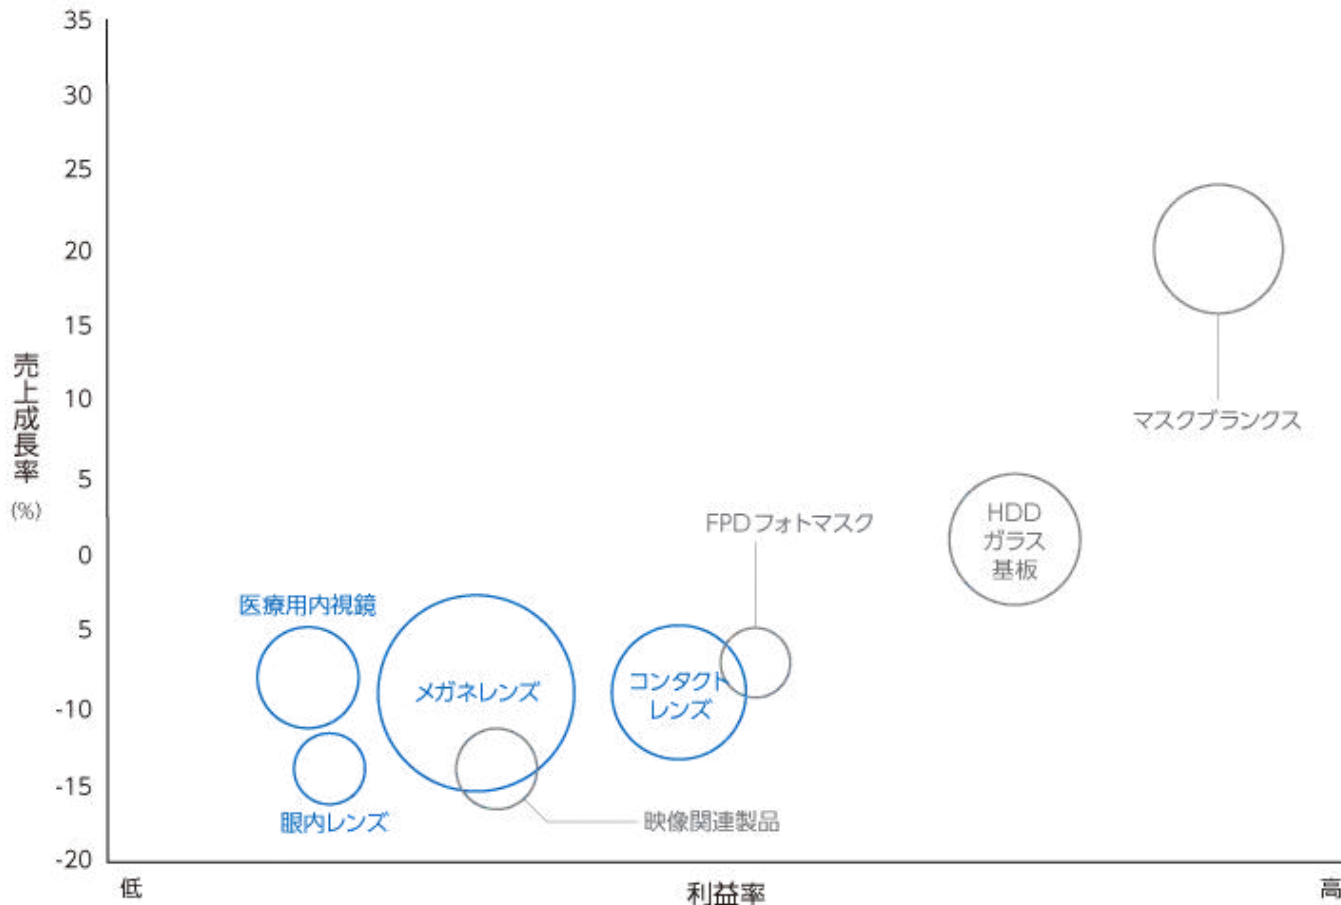 35
30
25
20
15
10
5
0
5
-10
-15
-20
売上成長率
(%)
マスクブランクス
HDD
ガラス
基板
FPDフォトマスク
医療用内視鏡
メガネレンズ
コンタクト
レンズ
眼内レンズ
映像関連製品
低
利益率
高